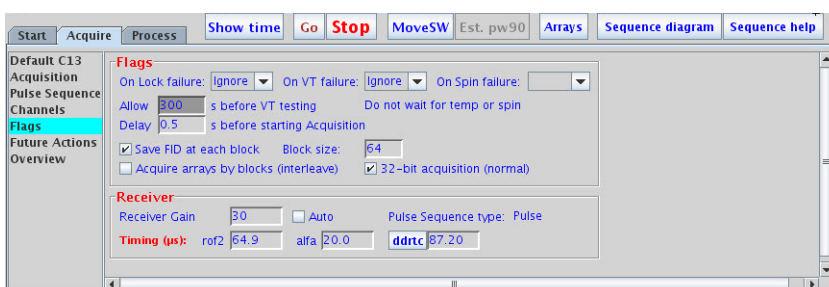 Start Acquire Process Show time Go Stop MoveSW Est. pw90 Arrays Sequence diagram Sequence help
Default C13
Acquisition
Pulse Sequence
Channels
Flags
Future Actions
Overview
Flags
On Lock failure: Ignore On VT failure: Ignore On Spin failure:
Allow 300 s before VT testing Do not wait for temp or spin
Delay 0.5 s before starting Acquisition
Save FID at each block Block size: 64
Acquire arrays by blocks (interleave) 32-bit acquisition (normal)
Receiver
Receiver Gain 30 Auto Pulse Sequence type: Pulse
Timing (µs): rof2 64.9 alfa 20.0 ddrtc 87.20